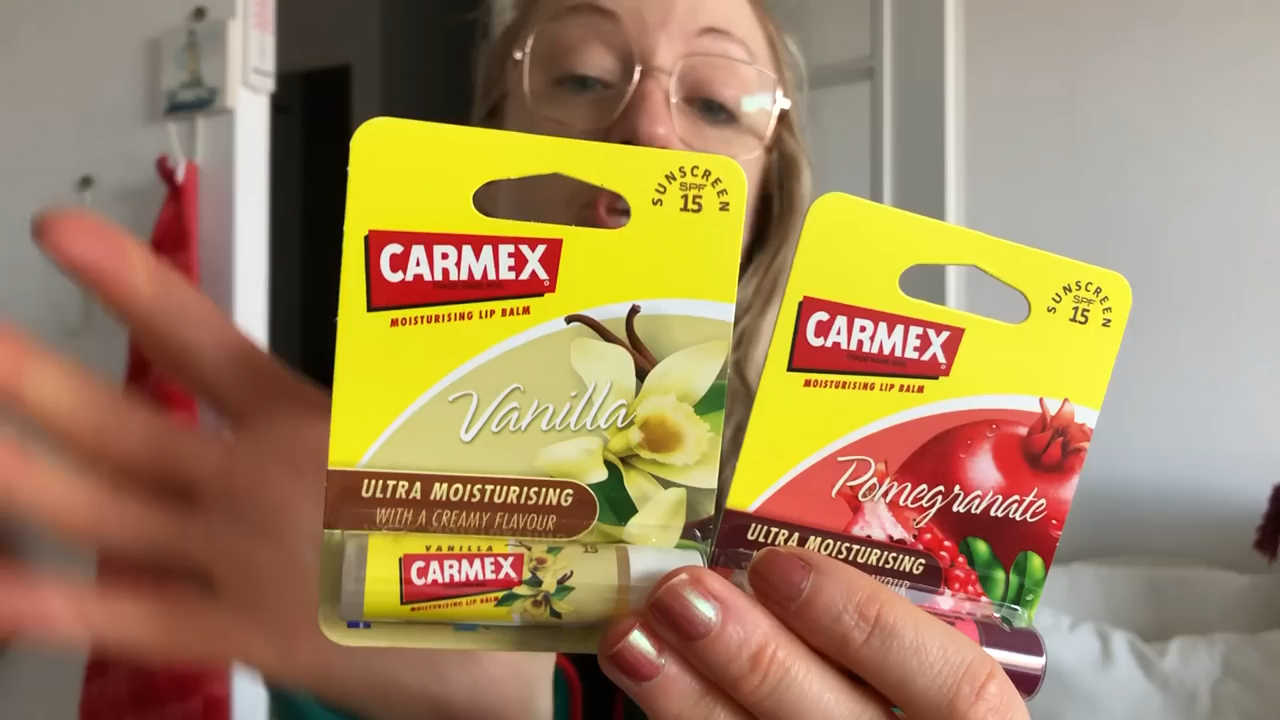 SUNSCREEN
SPF
15
CARMEX
MOISTURISING LIP BALM
Vanilla
ULTRA MOISTURISING
WITH A CREAMY FLAVOUR
VANILLA
15
CARMEX
MOISTURISING LIP BALM
SUNSCREEN
SPF
15
CARMEX
MOISTURISING LIP BALM
Pomegranate
ULTRA MOISTURISING